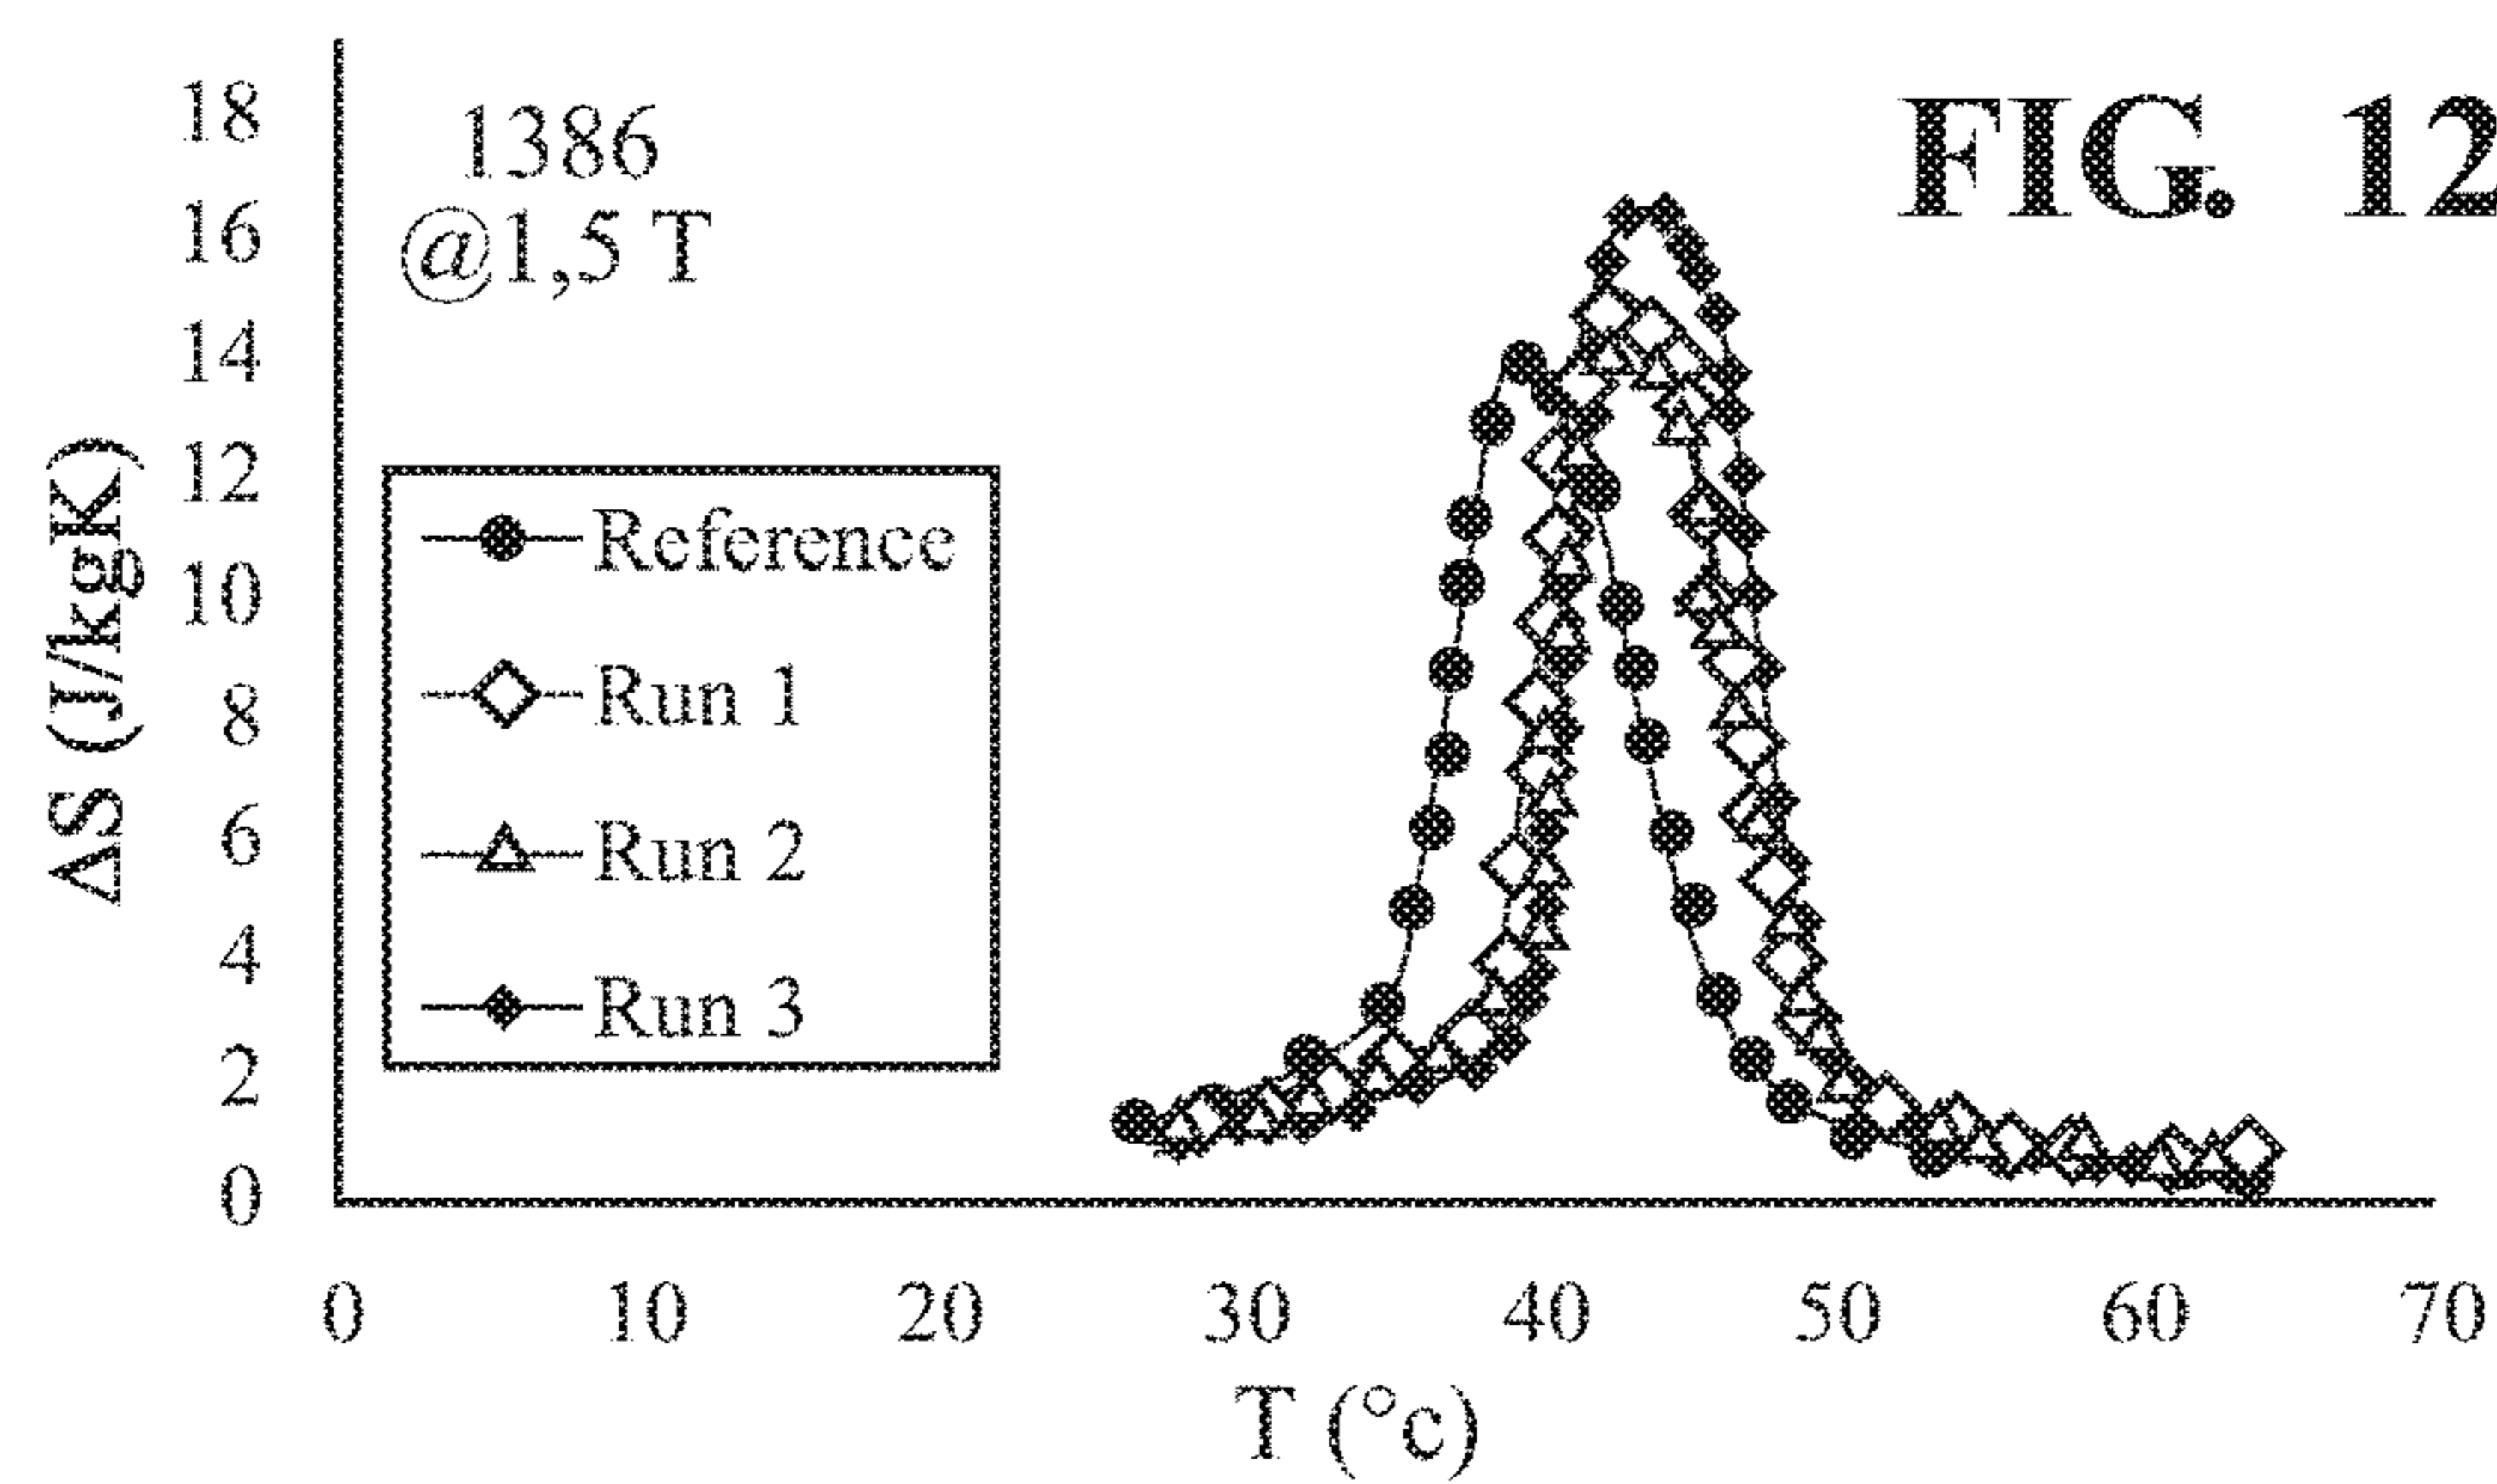 FIG. 12
1386
@1,5 T
ΔS (J/kgK)
18
16
14
12
10
8
6
4
2
0
Reference
Run 1
Run 2
Run 3
0 10 20 30 40 50 60 70
T (°c)